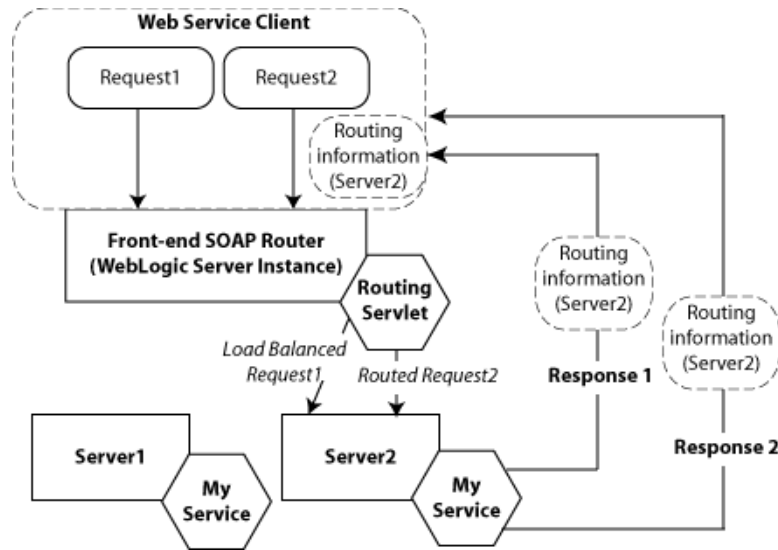 Web Service Client
Request1
Request2
Routing
information
(Server2)
Front-end SOAP Router
(WebLogic Server Instance)
Routing
Servlet
Routing
information
(Server2)
Routing
information
(Server2)
Load Balanced
Request1
Routed Request2
Response 1
Response 2
Server1
My
Service
Server2
My
Service